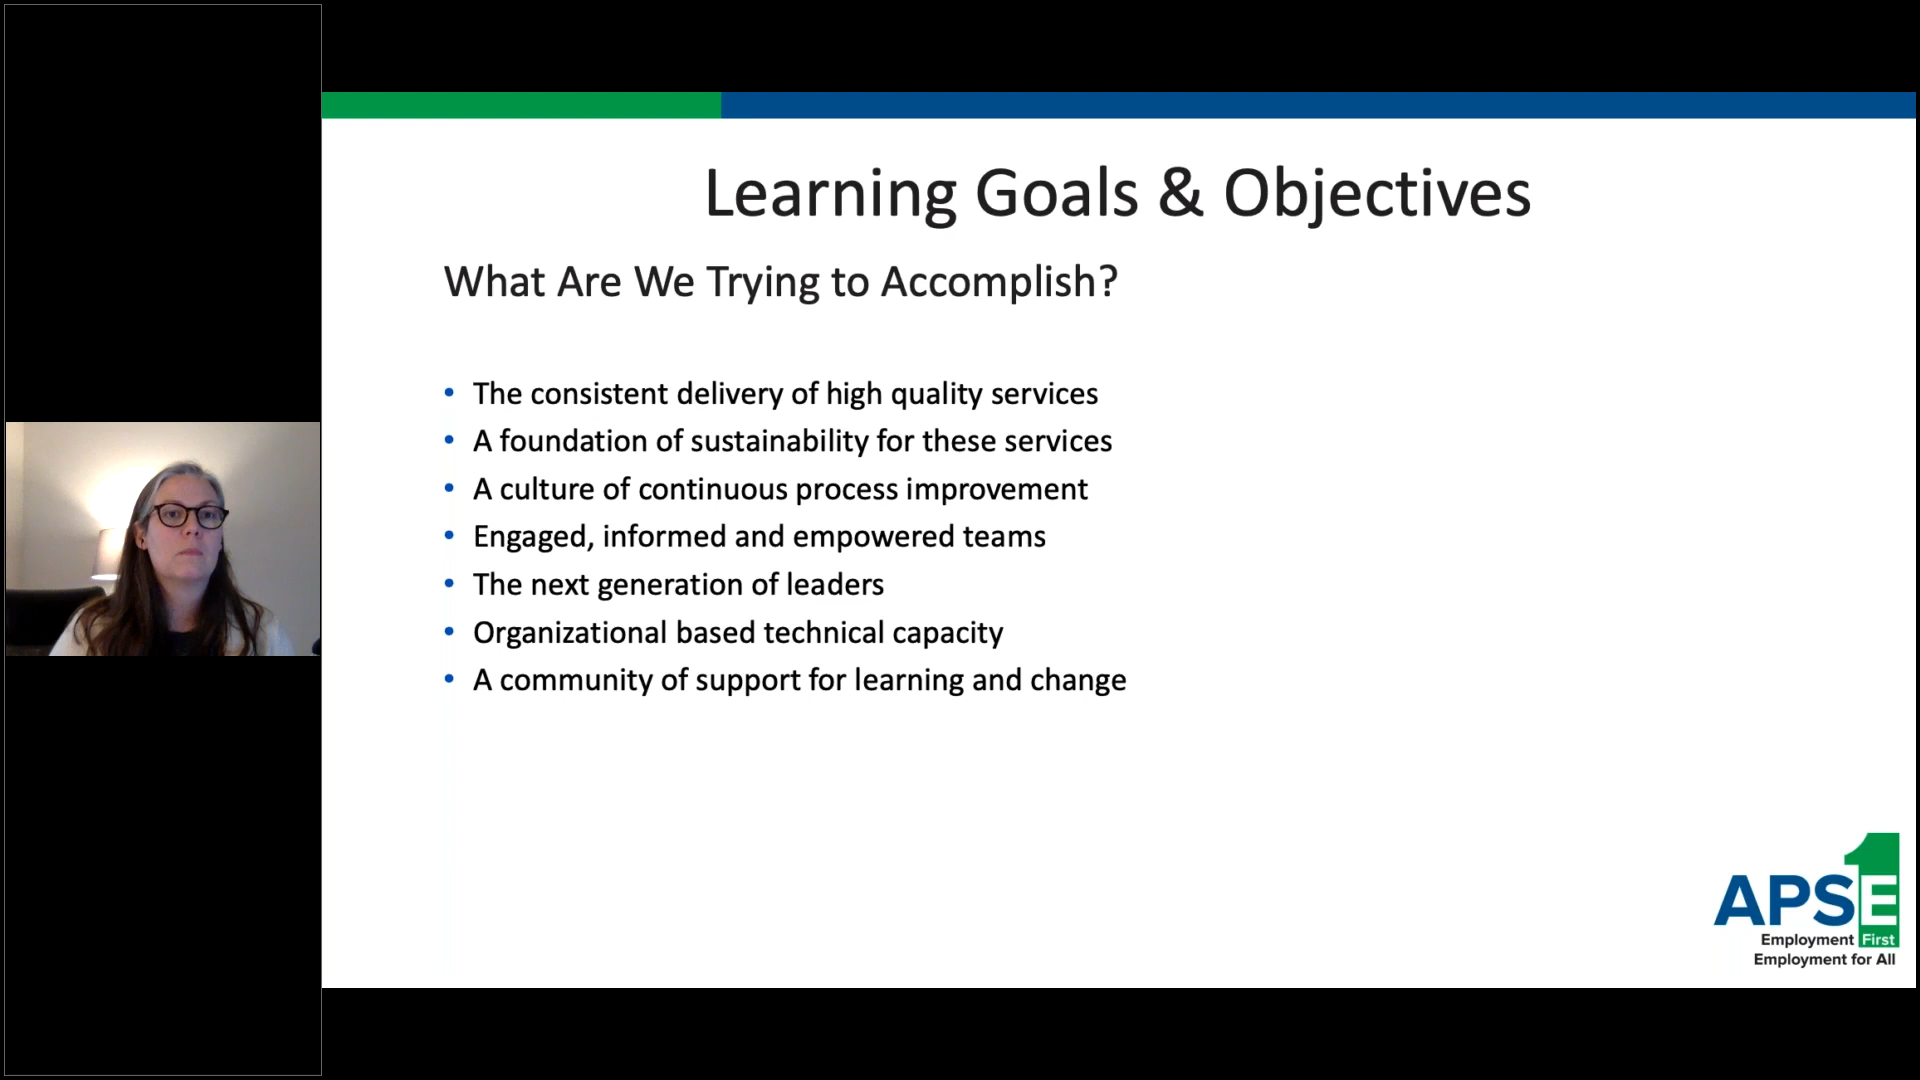 Learning Goals & Objectives
What Are We Trying to Accomplish?
• The consistent delivery of high quality services
• A foundation of sustainability for these services
• A culture of continuous process improvement
• Engaged, informed and empowered teams
• The next generation of leaders
• Organizational based technical capacity
• A community of support for learning and change
1
APSE
Employment First
Employment for All